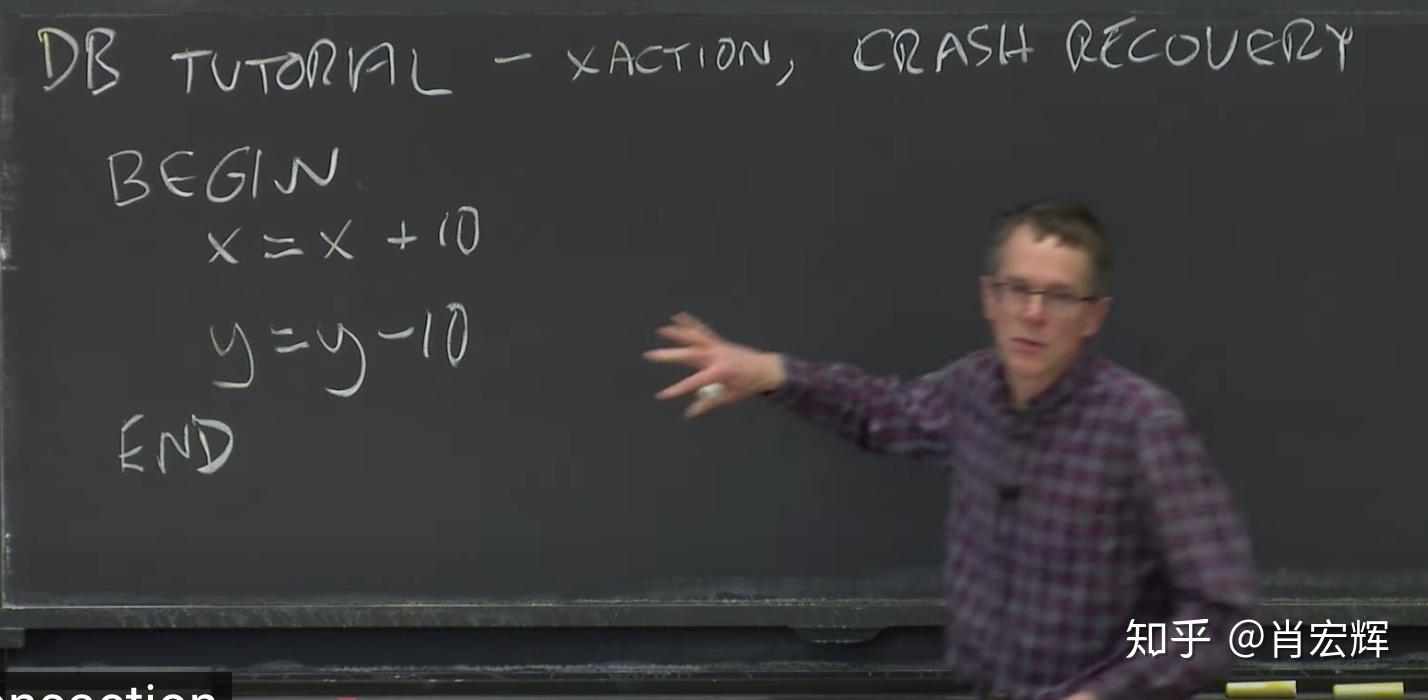 DB TUTORIAL - XACTION, CRASH RECOVERY
BEGIN
x = x + 10
y = y - 10
END
知乎 @肖宏辉